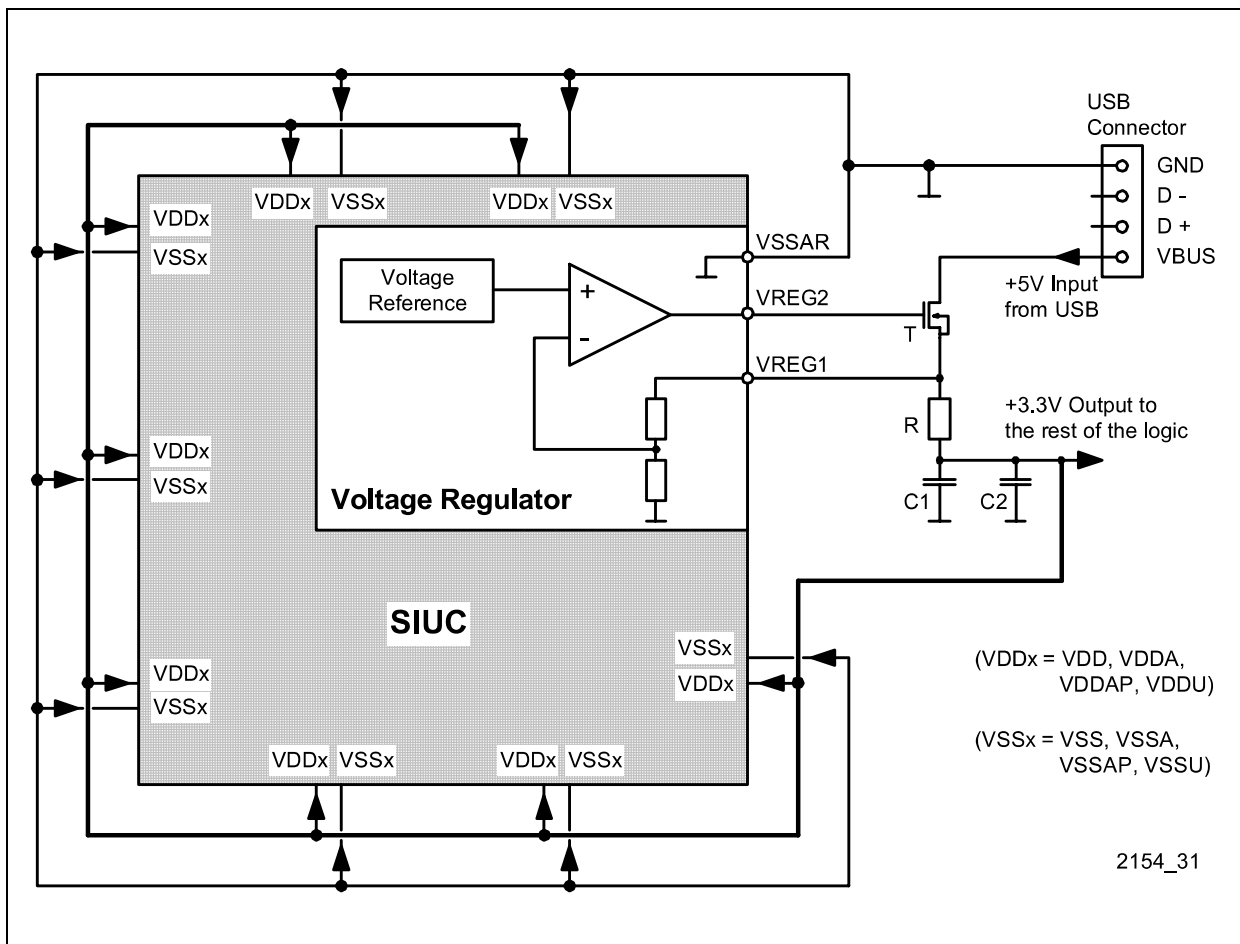 USB
Connector
GND
D -
D +
VBUS
VDDx
VSSx
VDDx
VSSx
VDDx
VSSx
VSSAR
Voltage
Reference
+
-
VREG2
+5V Input
from USB
T
VREG1
R
+3.3V Output to
the rest of the logic
VDDx
VSSx
Voltage Regulator
C1
C2
SIUC
VSSx
VDDx
VDDx
VSSx
(VDDx = VDD, VDDA,
VDDAP, VDDU)
(VSSx = VSS, VSSA,
VSSAP, VSSU)
VDDx
VSSx
VDDx
VSSx
2154_31